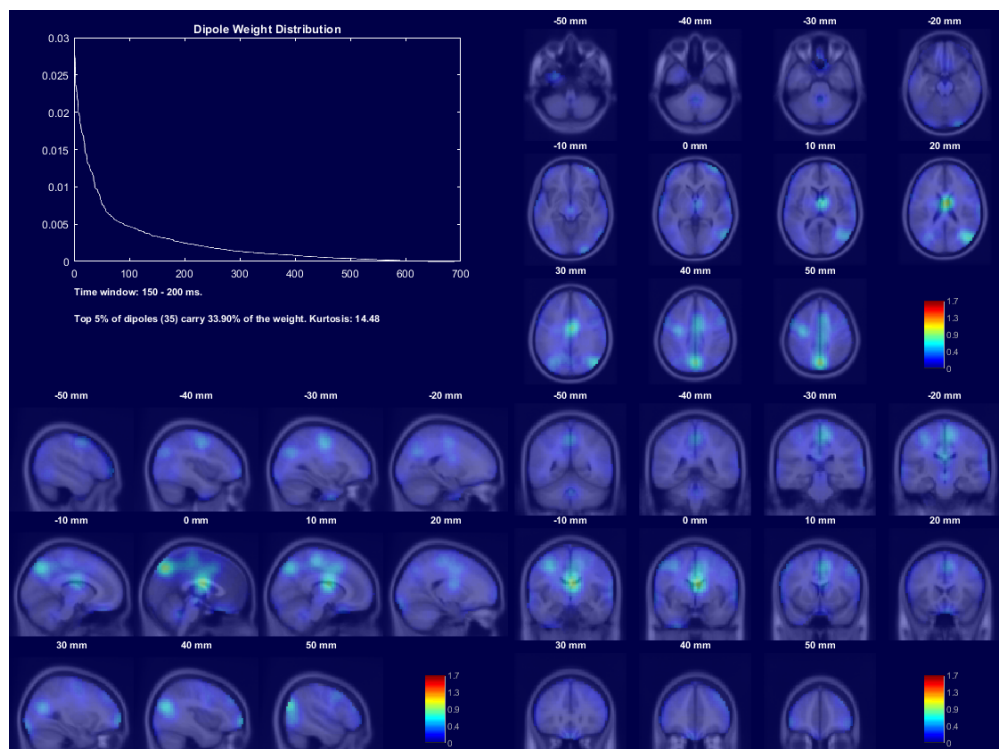 Dipole Weight Distribution
0.03
0.025
0.02
0.015
0.01
0.005
0
0 100 200 300 400 500 600 700
Time window: 150 - 200 ms.
Top 5% of dipoles (35) carry 33.90% of the weight. Kurtosis: 14.48
-50 mm -40 mm -30 mm -20 mm
-10 mm 0 mm 10 mm 20 mm
30 mm 40 mm 50 mm
1.7
1.3
0.9
0.4
0
-50 mm -40 mm -30 mm -20 mm
-10 mm 0 mm 10 mm 20 mm
30 mm 40 mm 50 mm
1.7
1.3
0.9
0.4
0
-50 mm -40 mm -30 mm -20 mm
-10 mm 0 mm 10 mm 20 mm
30 mm 40 mm 50 mm
1.7
1.3
0.9
0.4
0